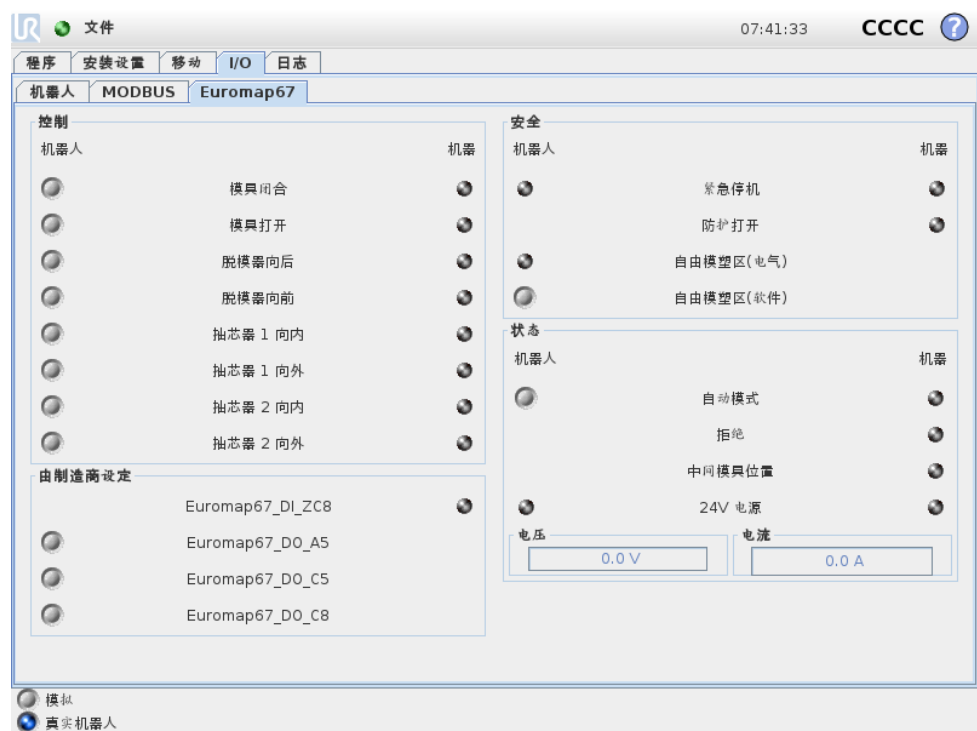 UR 文件 07:41:33 CCCC ?
程序 安装设置 移动 I/O 日志
机器人 MODBUS Euromap67
控制
机器人 机器
模具闭合
模具打开
脱模器向后
脱模器向前
抽芯器 1 向内
抽芯器 1 向外
抽芯器 2 向内
抽芯器 2 向外
由制造商设定
Euromap67_DI_ZC8
Euromap67_DO_A5
Euromap67_DO_C5
Euromap67_DO_C8
安全
机器人 机器
紧急停机
防护打开
自由模塑区(电气)
自由模塑区(软件)
状态
机器人 机器
自动模式
拒绝
中间模具位置
24V 电源
电压 电流
0.0 V 0.0 A
模拟
真实机器人